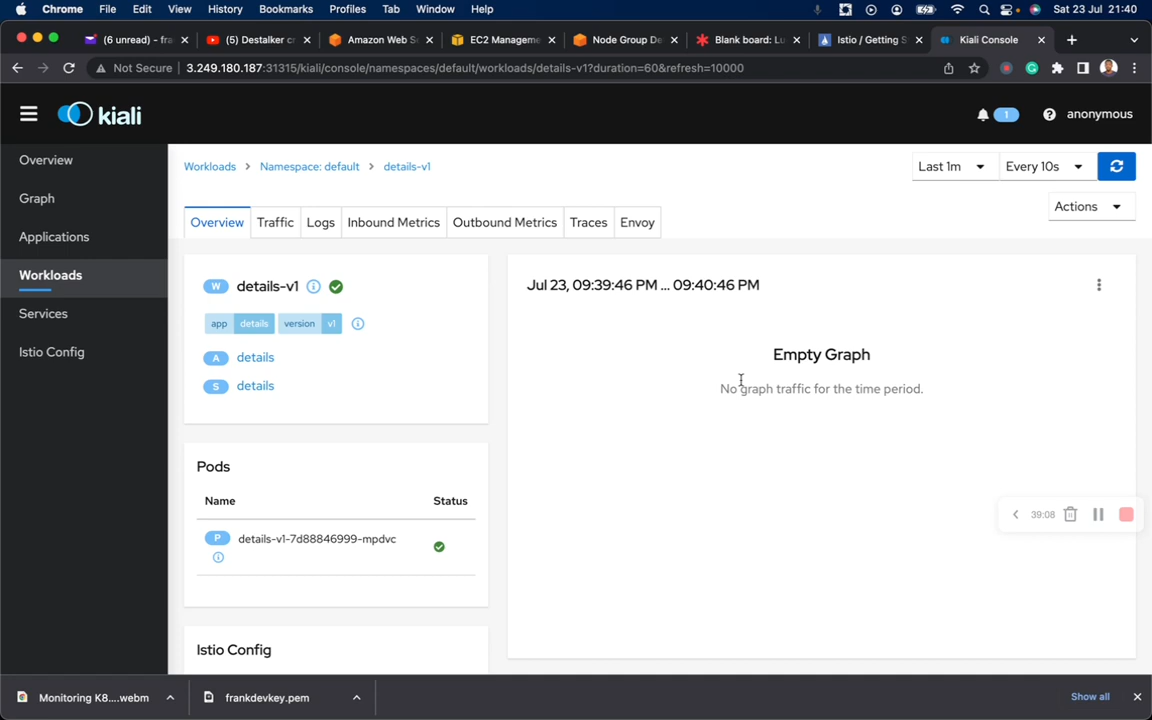 Chrome File Edit View History Bookmarks Profiles Tab Window Help Sat 23 Jul 21:40
(6 unread) - fra (5) Destalker c Amazon Web S EC2 Manageme Node Group De Blank board: Lu Istio / Getting S Kiali Console
Not Secure 3.249.180.187:31315/kiali/console/namespaces/default/workloads/details-v1?duration=60&refresh=10000
kiali 1 anonymous
Overview
Graph
Applications
Workloads
Services
Istio Config
Workloads > Namespace: default > details-v1
Last 1m Every 10s
Actions
Overview Traffic Logs Inbound Metrics Outbound Metrics Traces Envoy
W details-v1
app details version v1
A details
S details
Pods
Name Status
P details-v1-7d88846999-mpdvc
Istio Config
Jul 23, 09:39:46 PM ... 09:40:46 PM
Empty Graph
No graph traffic for the time period.
39:08
Monitoring K8....webm frankdevkey.pem Show all